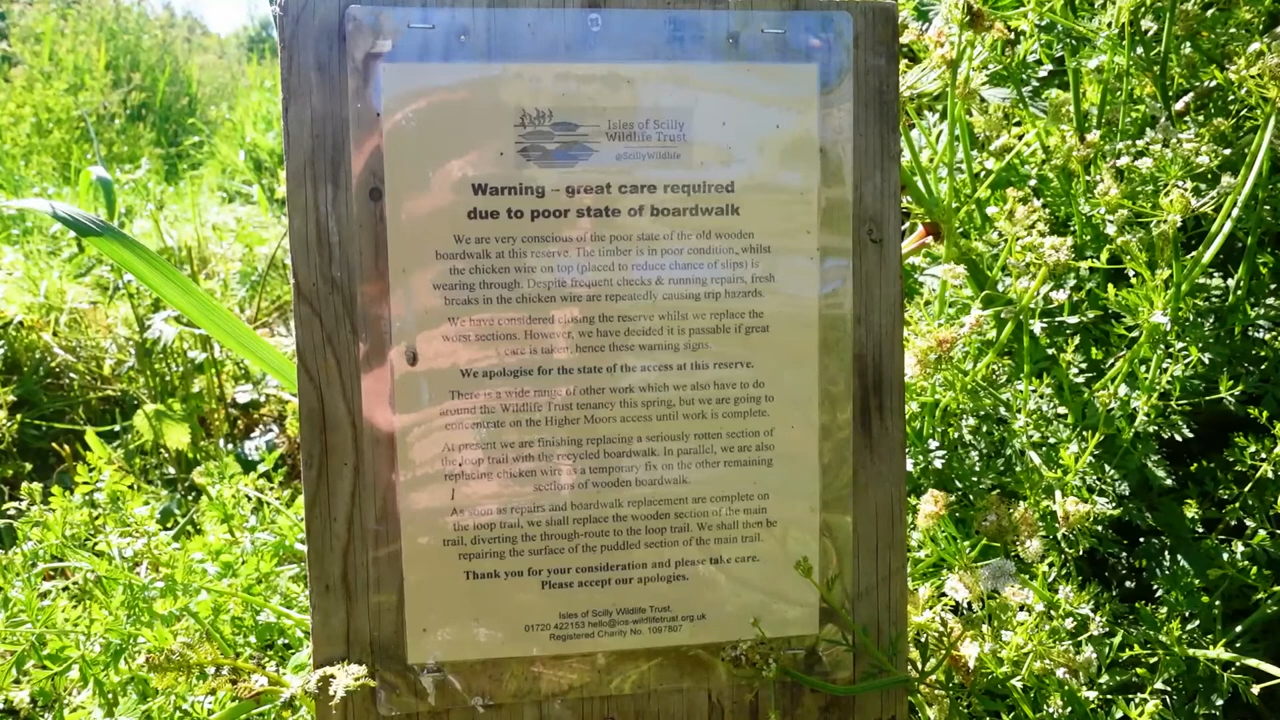 Isles of Scilly
Wildlife Trust
@ScillyWildlife
Warning – great care required
due to poor state of boardwalk
We are very conscious of the poor state of the old wooden
boardwalk at this reserve. The timber is in poor condition, whilst
the chicken wire on top (placed to reduce chance of slips) is
wearing through. Despite frequent checks & running repairs, fresh
breaks in the chicken wire are repeatedly causing trip hazards.
We have considered closing the reserve whilst we replace the
worst sections. However, we have decided it is passable if great
care is taken, hence these warning signs.
We apologise for the state of the access at this reserve.
There is a wide range of other work which we also have to do
around the Wildlife Trust tenancy this spring, but we are going to
concentrate on the Higher Moors access until work is complete.
At present we are finishing replacing a seriously rotten section of
the loop trail with the recycled boardwalk. In parallel, we are also
replacing chicken wire as a temporary fix on the other remaining
sections of wooden boardwalk.
As soon as repairs and boardwalk replacement are complete on
the loop trail, we shall replace the wooden section of the main
trail, diverting the through-route to the loop trail. We shall then be
repairing the surface of the puddled section of the main trail.
Thank you for your consideration and please take care.
Please accept our apologies.
Isles of Scilly Wildlife Trust,
01720 422153 hello@ios-wildlifetrust.org.uk
Registered Charity No. 1097807